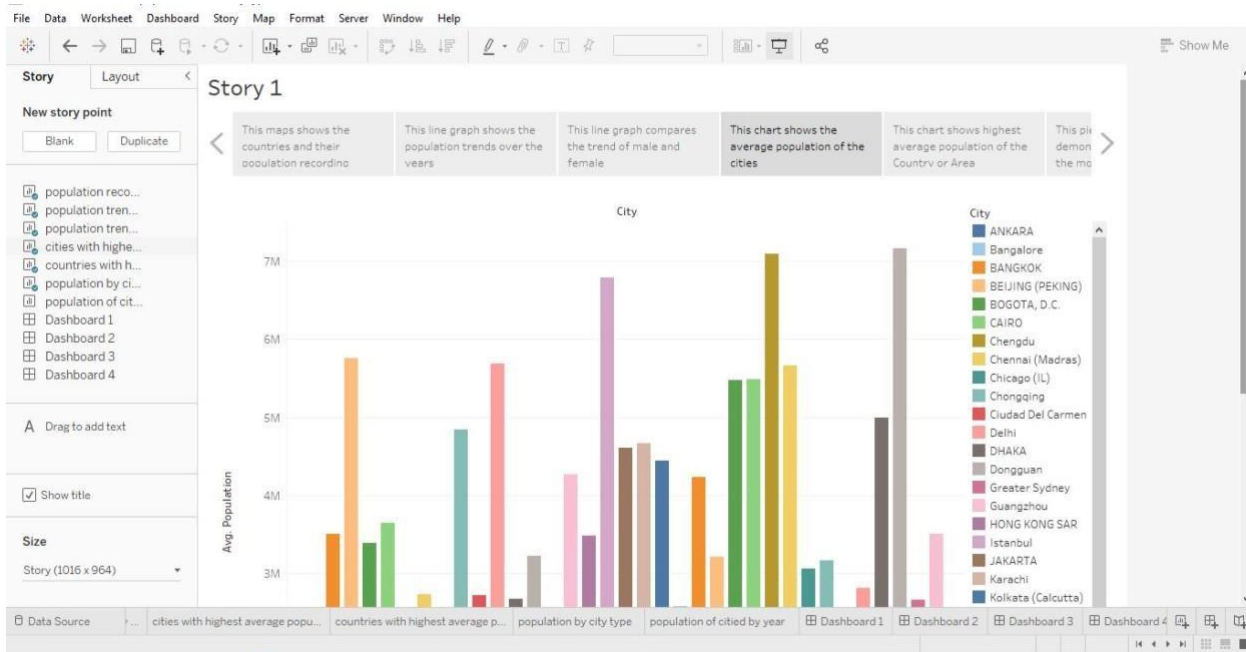 File Data Worksheet Dashboard Story Map Format Server Window Help
Show Me
Story Layout
New story point
Blank Duplicate
population reco...
population tren...
population tren...
cities with highe...
countries with h...
population by ci...
population of cit...
Dashboard 1
Dashboard 2
Dashboard 3
Dashboard 4
A Drag to add text
Show title
Size
Story (1016 x 964)
Story 1
This maps shows the
countries and their
population recording
This line graph shows the
population trends over the
years
This line graph compares
the trend of male and
female
This chart shows the
average population of the
cities
This chart shows highest
average population of the
Country or Area
This pie
demon
the mo
City
7M
6M
5M
4M
3M
Avg. Population
City
ANKARA
Bangalore
BANGKOK
BEIJING (PEKING)
BOGOTA, D.C.
CAIRO
Chengdu
Chennai (Madras)
Chicago (IL)
Chongqing
Ciudad Del Carmen
Delhi
DHAKA
Dongguan
Greater Sydney
Guangzhou
HONG KONG SAR
Istanbul
JAKARTA
Karachi
Kolkata (Calcutta)
Data Source ... cities with highest average popu... countries with highest average p... population by city type population of citied by year Dashboard 1 Dashboard 2 Dashboard 3 Dashboard 4